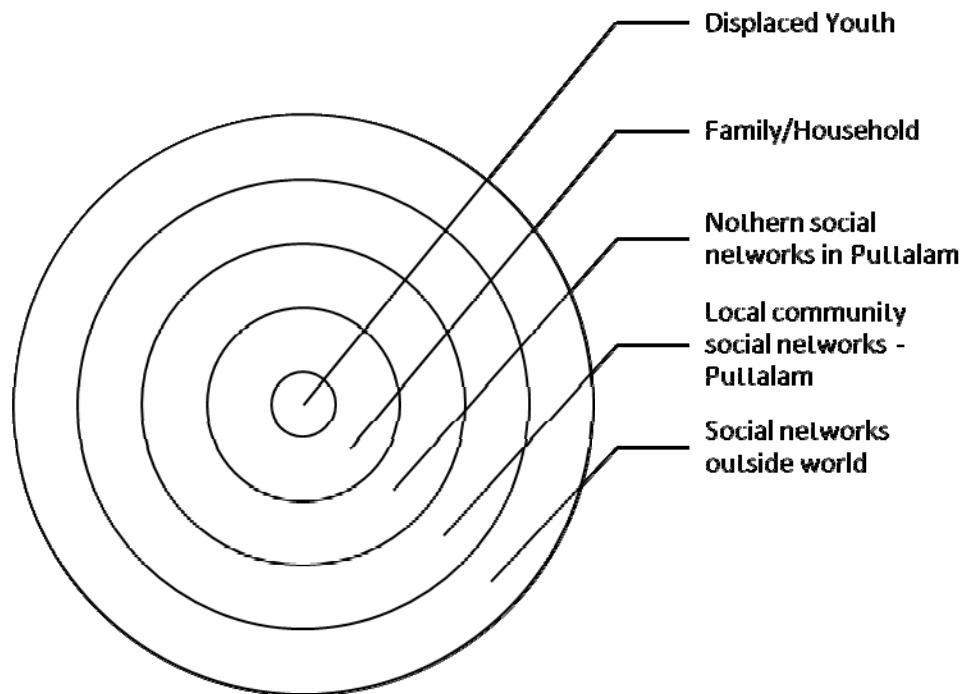 Displaced Youth
Family/Household
Nothern social
networks in Puttalam
Local community
social networks -
Puttalam
Social networks
outside world